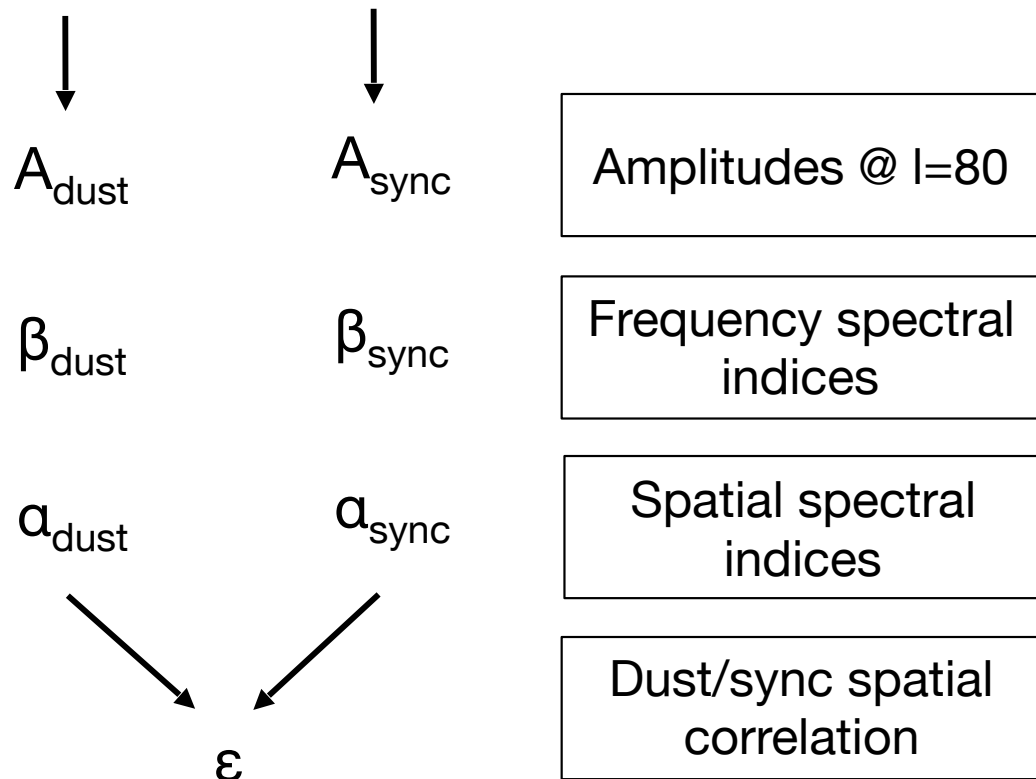 A_dust A_sync Amplitudes @ l=80
β_dust β_sync Frequency spectral
indices
α_dust α_sync Spatial spectral
indices
Dust/sync spatial
correlation
ε